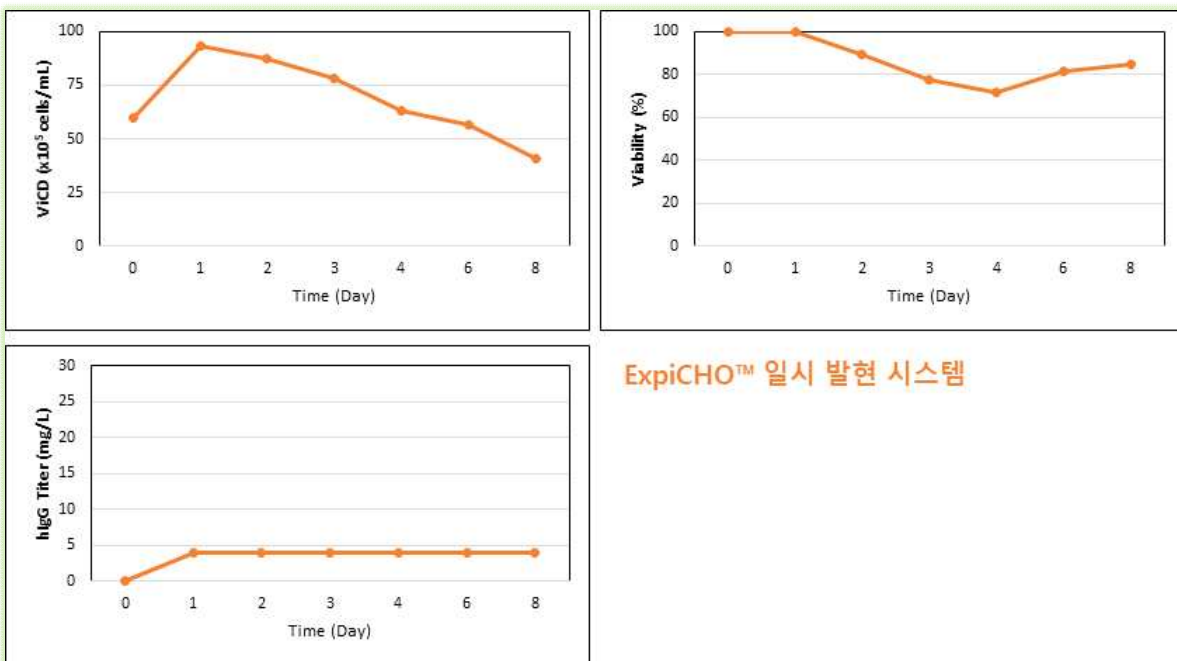 100
75
50
25
0
ViCD (x10⁵ cells/mL)
0 1 2 3 4 6 8
Time (Day)
100
80
60
40
20
0
Viability (%)
0 1 2 3 4 6 8
Time (Day)
30
25
20
15
10
5
0
hIgG Titer (mg/L)
0 1 2 3 4 6 8
Time (Day)
ExpiCHO™ 일시 발현 시스템